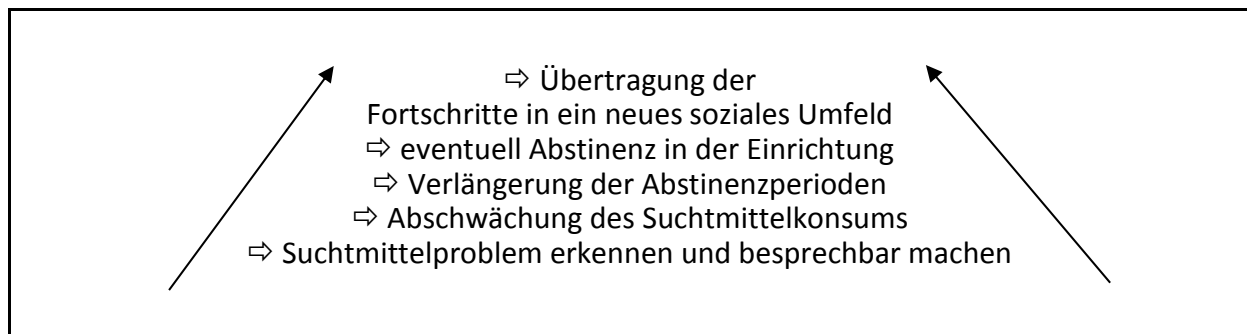 ⇨ Übertragung der
Fortschritte in ein neues soziales Umfeld
⇨ eventuell Abstinenz in der Einrichtung
⇨ Verlängerung der Abstinenzperioden
⇨ Abschwächung des Suchtmittelkonsums
⇨ Suchtmittelproblem erkennen und besprechbar machen